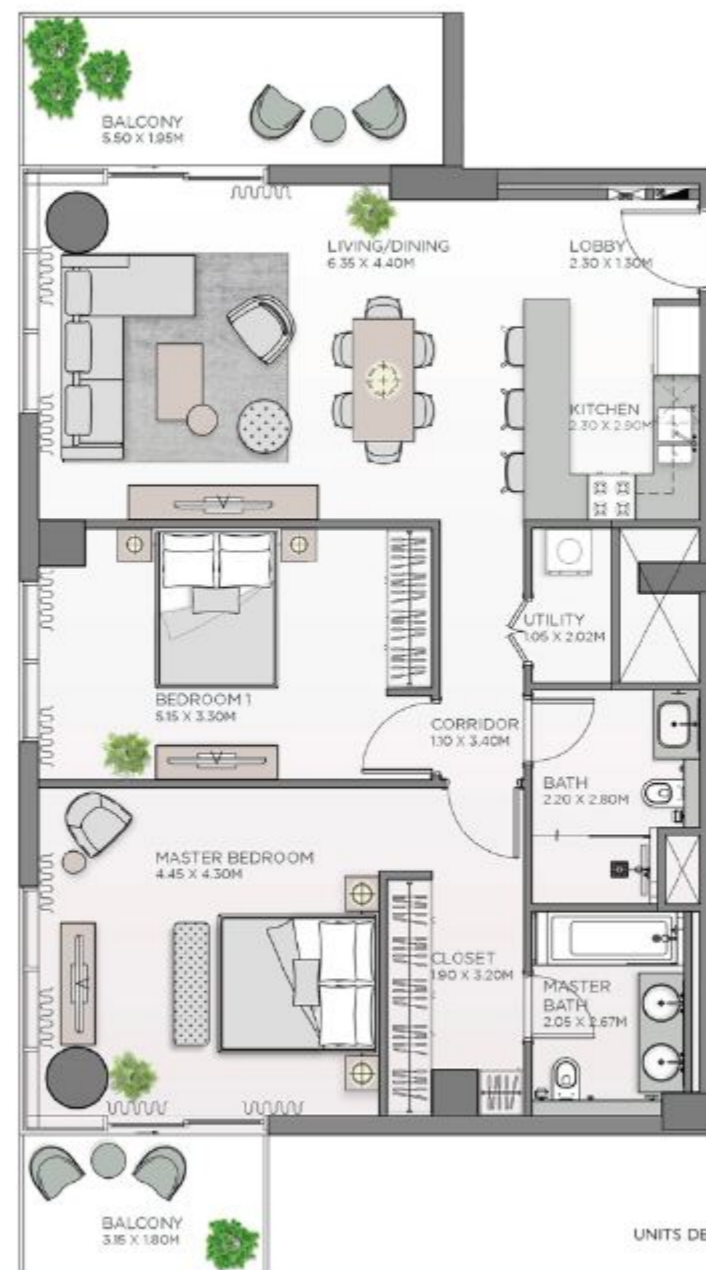 BALCONY
5.50 X 1.95M
LIVING/DINING
6.35 X 4.40M
LOBBY
2.30 X 1.30M
KITCHEN
2.30 X 2.90M
UTILITY
1.05 X 2.02M
BEDROOM 1
5.15 X 3.30M
CORRIDOR
1.10 X 3.40M
BATH
2.20 X 2.80M
MASTER BEDROOM
4.45 X 4.30M
CLOSET
1.90 X 3.20M
MASTER
BATH
2.05 X 2.67M
BALCONY
3.15 X 1.80M
UNITS DE